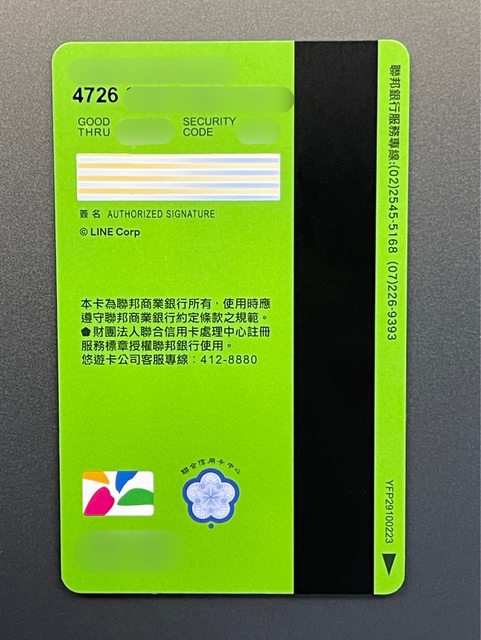 4726
GOOD THRU
SECURITY CODE
簽名 AUTHORIZED SIGNATURE
© LINE Corp
本卡為聯邦商業銀行所有，使用時應
遵守聯邦商業銀行約定條款之規範。
⬟財團法人聯合信用卡處理中心註冊
服務標章授權聯邦銀行使用。
悠遊卡公司客服專線：412-8880
聯合信用卡中心
聯邦銀行服務專線:(02)2545-5168 (07)226-9393
YFP29100223